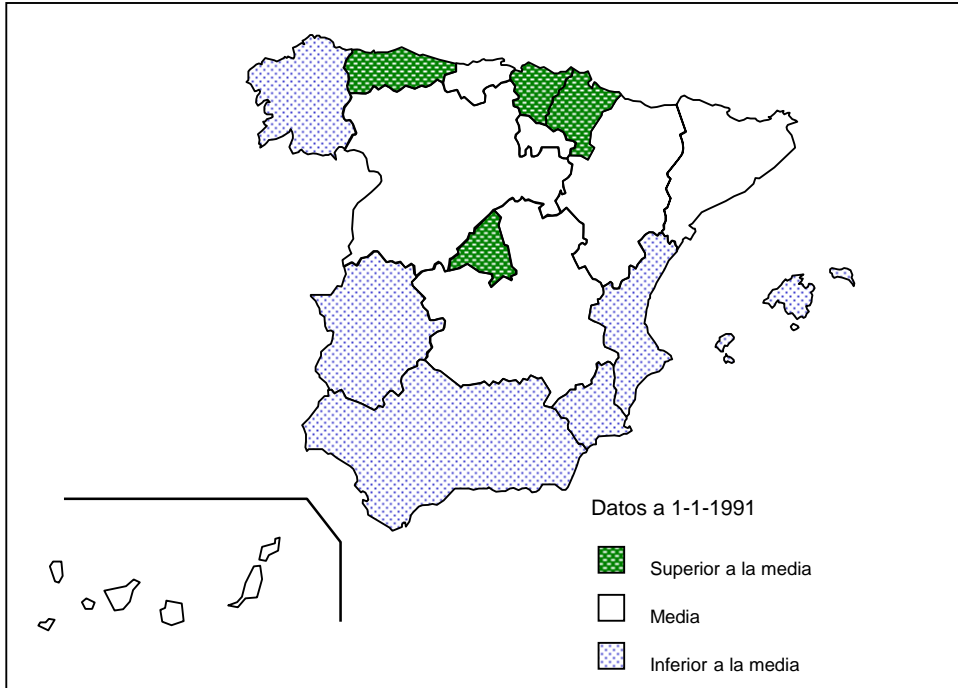 Datos a 1-1-1991
Superior a la media
Media
Inferior a la media